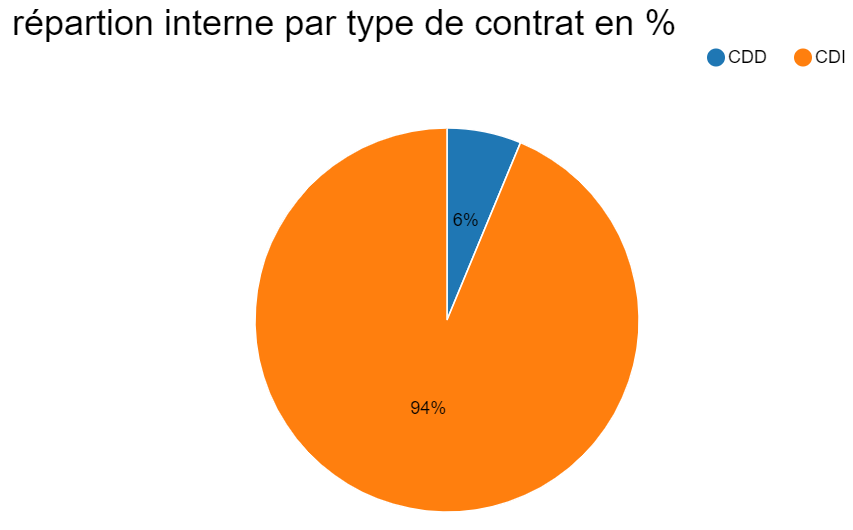 répartion interne par type de contrat en %
CDD CDI
6%
94%